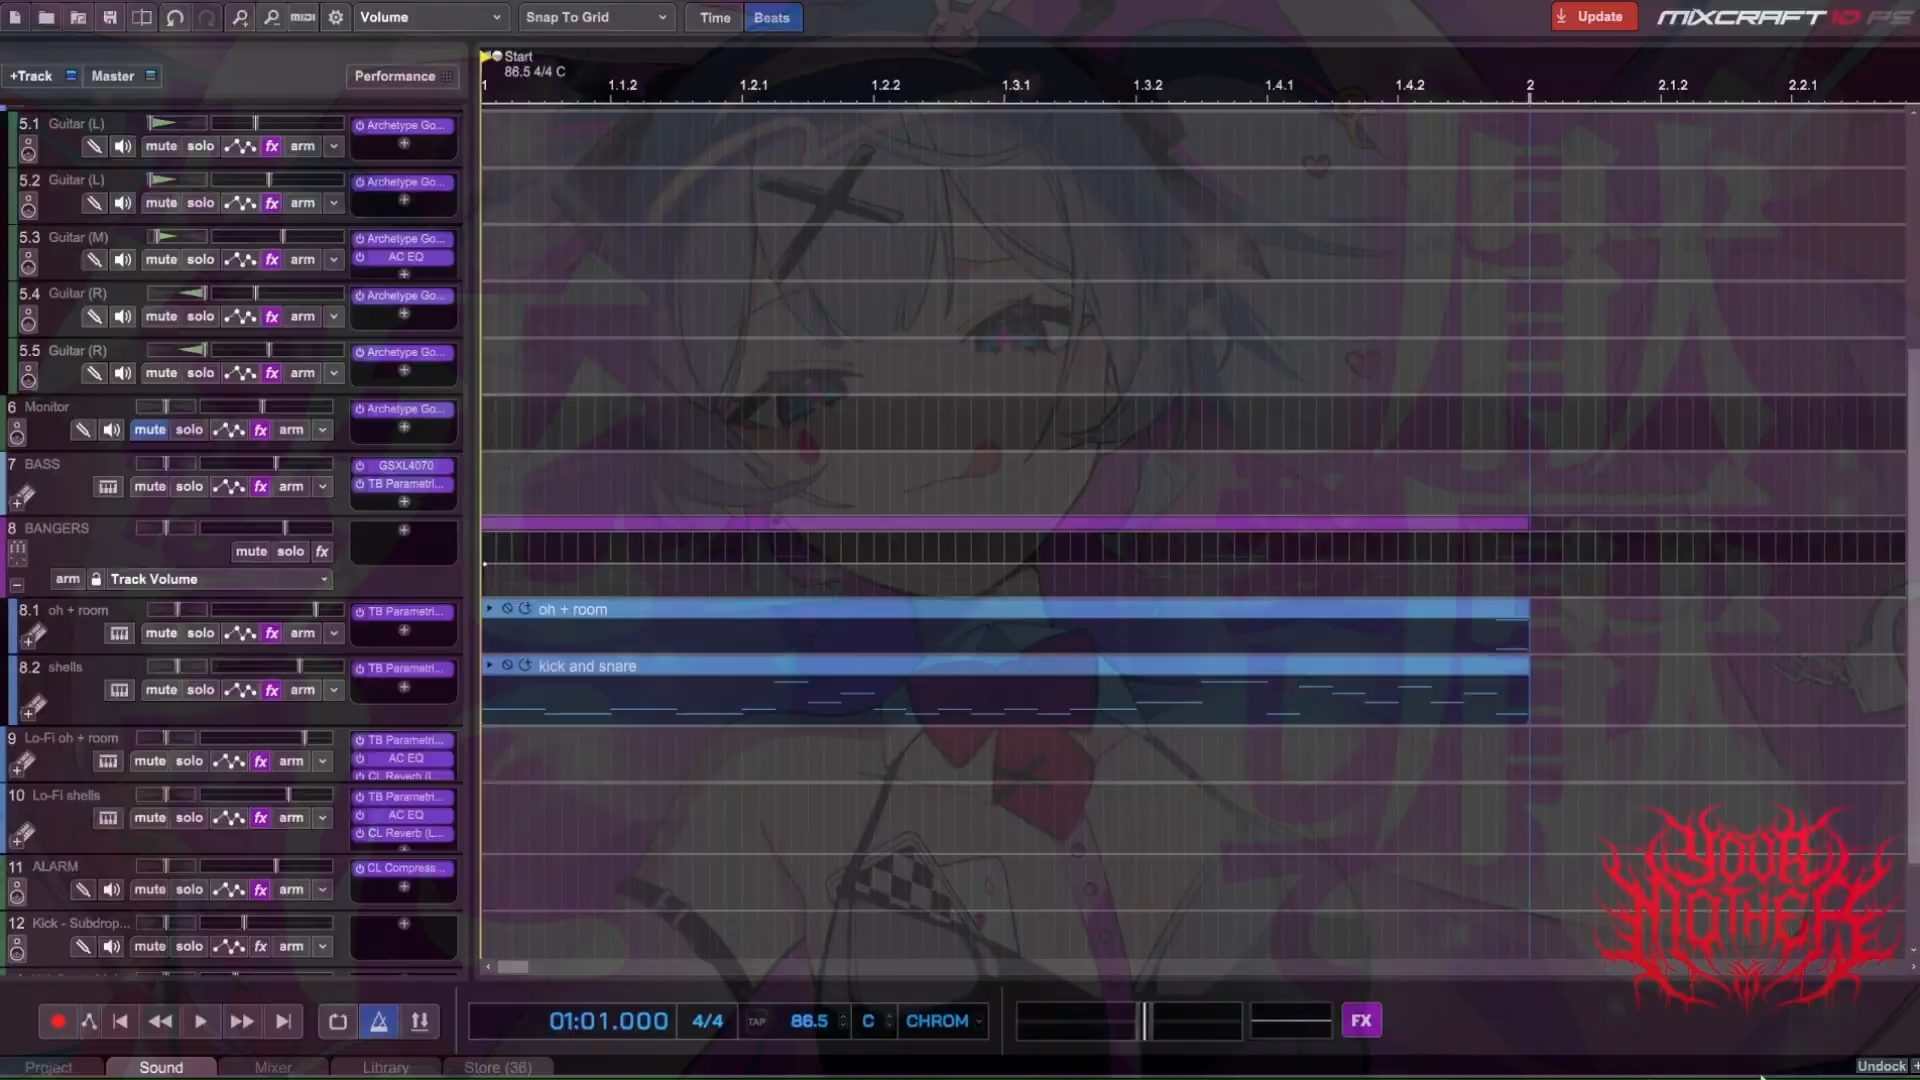 Volume
Snap To Grid
Time
Beats
Update
MIXCRAFT 10 PS
+Track
Master
Performance
Start
86.5 4/4 C
1
1.1.2
1.2.1
1.2.2
1.3.1
1.3.2
1.4.1
1.4.2
2
2.1.2
2.2.1
5.1 Guitar (L)
mute solo fx arm
Archetype Go...
5.2 Guitar (L)
mute solo fx arm
Archetype Go...
5.3 Guitar (M)
mute solo fx arm
Archetype Go...
AC EQ
5.4 Guitar (R)
mute solo fx arm
Archetype Go...
5.5 Guitar (R)
mute solo fx arm
Archetype Go...
6 Monitor
mute solo fx arm
Archetype Go...
7 BASS
mute solo fx arm
GSXL4070
TB Parametri...
8 BANGERS
mute solo fx
arm Track Volume
8.1 oh + room
mute solo fx arm
TB Parametri...
oh + room
8.2 shells
mute solo fx arm
TB Parametri...
kick and snare
9 Lo-Fi oh + room
mute solo fx arm
TB Parametri...
AC EQ
CL Reverb (L...
10 Lo-Fi shells
mute solo fx arm
TB Parametri...
AC EQ
CL Reverb (L...
11 ALARM
mute solo fx arm
CL Compress...
12 Kick - Subdrop...
mute solo fx arm
YOUR
MOTHER
01:01.000
4/4
TAP
86.5
C
CHROM
FX
Project
Sound
Mixer
Library
Store (36)
Undock